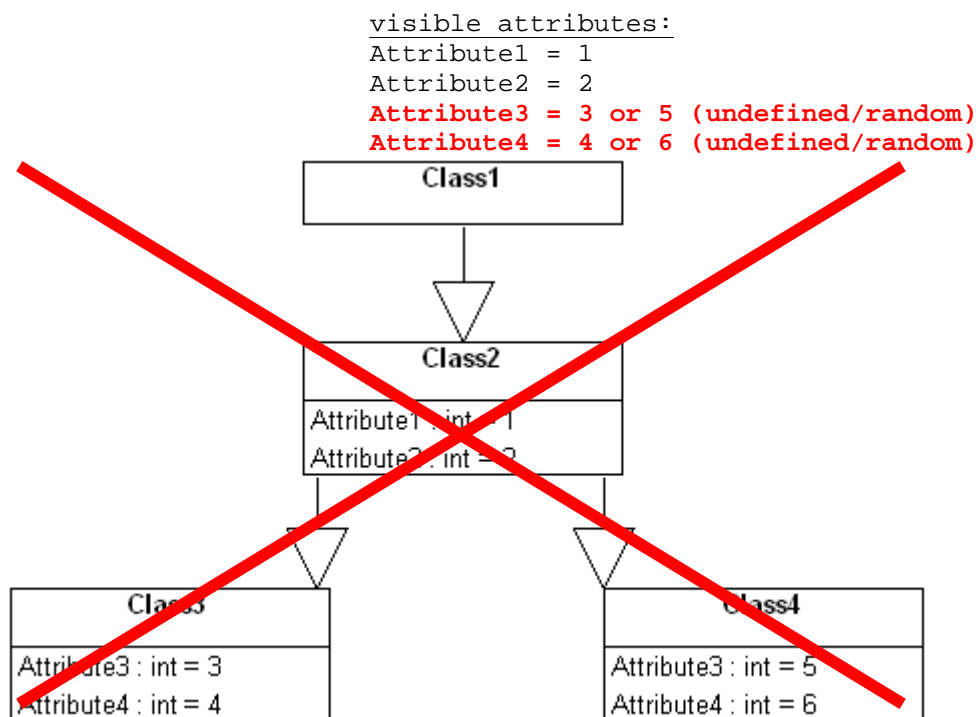 visible attributes:
Attribute1 = 1
Attribute2 = 2
Attribute3 = 3 or 5 (undefined/random)
Attribute4 = 4 or 6 (undefined/random)
Class1
Class2
Attribute1 : int = 1
: int = 2
Class3
Class4
Attribute3 : int = 3
Attribute3 : int = 5
Attribute4 : int = 4
Attribute4 : int = 6